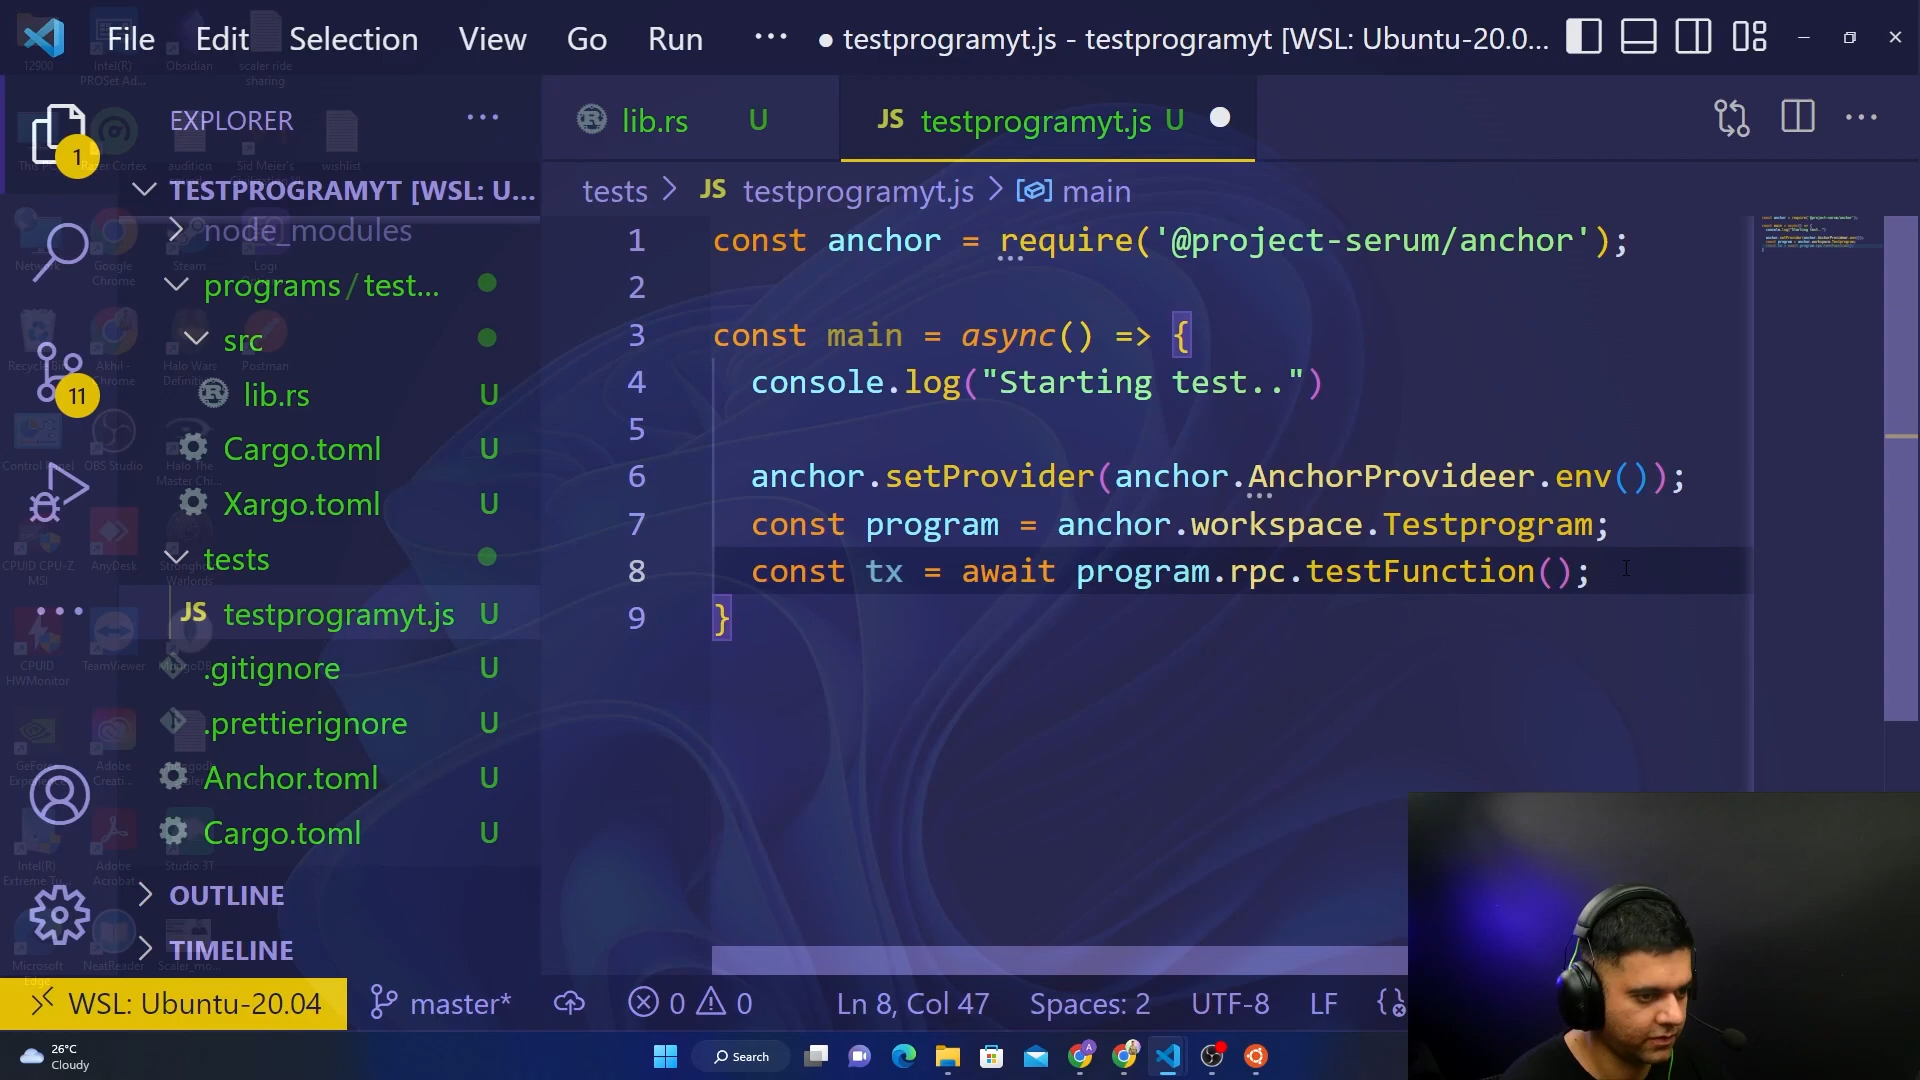 File Edit Selection View Go Run ··· ● testprogramyt.js - testprogramyt [WSL: Ubuntu-20.0...
EXPLORER ···
1
TESTPROGRAMYT [WSL: U...
node_modules
programs / test...
src
lib.rs U
11
Cargo.toml U
Xargo.toml U
tests
JS testprogramyt.js U
.gitignore U
.prettierignore U
Anchor.toml U
Cargo.toml U
OUTLINE
TIMELINE
lib.rs U
JS testprogramyt.js U ●
tests > JS testprogramyt.js > main
1 const anchor = require('@project-serum/anchor');
2
3 const main = async() => {
4 console.log("Starting test..")
5
6 anchor.setProvider(anchor.AnchorProvideer.env());
7 const program = anchor.workspace.Testprogram;
8 const tx = await program.rpc.testFunction();
9 }
WSL: Ubuntu-20.04 master* 0 0 Ln 8, Col 47 Spaces: 2 UTF-8 LF
26°C
Cloudy
Search